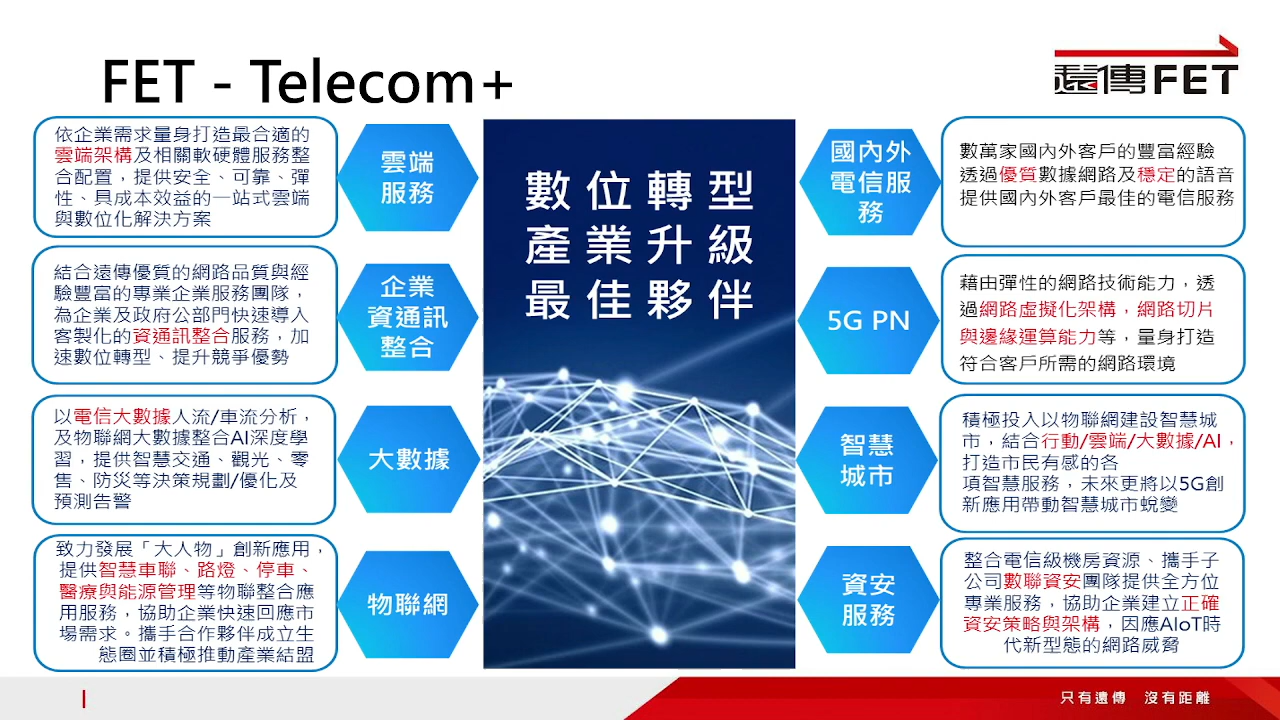 FET - Telecom+
遠傳FET
依企業需求量身打造最合適的
雲端架構及相關軟硬體服務整
合配置，提供安全、可靠、彈
性、具成本效益的一站式雲端
與數位化解決方案
雲端
服務
結合遠傳優質的網路品質與經
驗豐富的專業企業服務團隊，
為企業及政府公部門快速導入
客製化的資通訊整合服務，加
速數位轉型、提升競爭優勢
企業
資通訊
整合
以電信大數據人流/車流分析，
及物聯網大數據整合AI深度學
習，提供智慧交通、觀光、零
售、防災等決策規劃/優化及
預測告警
大數據
致力發展「大人物」創新應用，
提供智慧車聯、路燈、停車、
醫療與能源管理等物聯整合應
用服務，協助企業快速回應市
場需求。攜手合作夥伴成立生
態圈並積極推動產業結盟
物聯網
數位轉型
產業升級
最佳夥伴
國內外
電信服
務
數萬家國內外客戶的豐富經驗
透過優質數據網路及穩定的語音
提供國內外客戶最佳的電信服務
5G PN
藉由彈性的網路技術能力，透
過網路虛擬化架構，網路切片
與邊緣運算能力等，量身打造
符合客戶所需的網路環境
智慧
城市
積極投入以物聯網建設智慧城
市，結合行動/雲端/大數據/AI，
打造市民有感的各
項智慧服務，未來更將以5G創
新應用帶動智慧城市蛻變
資安
服務
整合電信級機房資源、攜手子
公司數聯資安團隊提供全方位
專業服務，協助企業建立正確
資安策略與架構，因應AIoT時
代新型態的網路威脅
只有遠傳 沒有距離